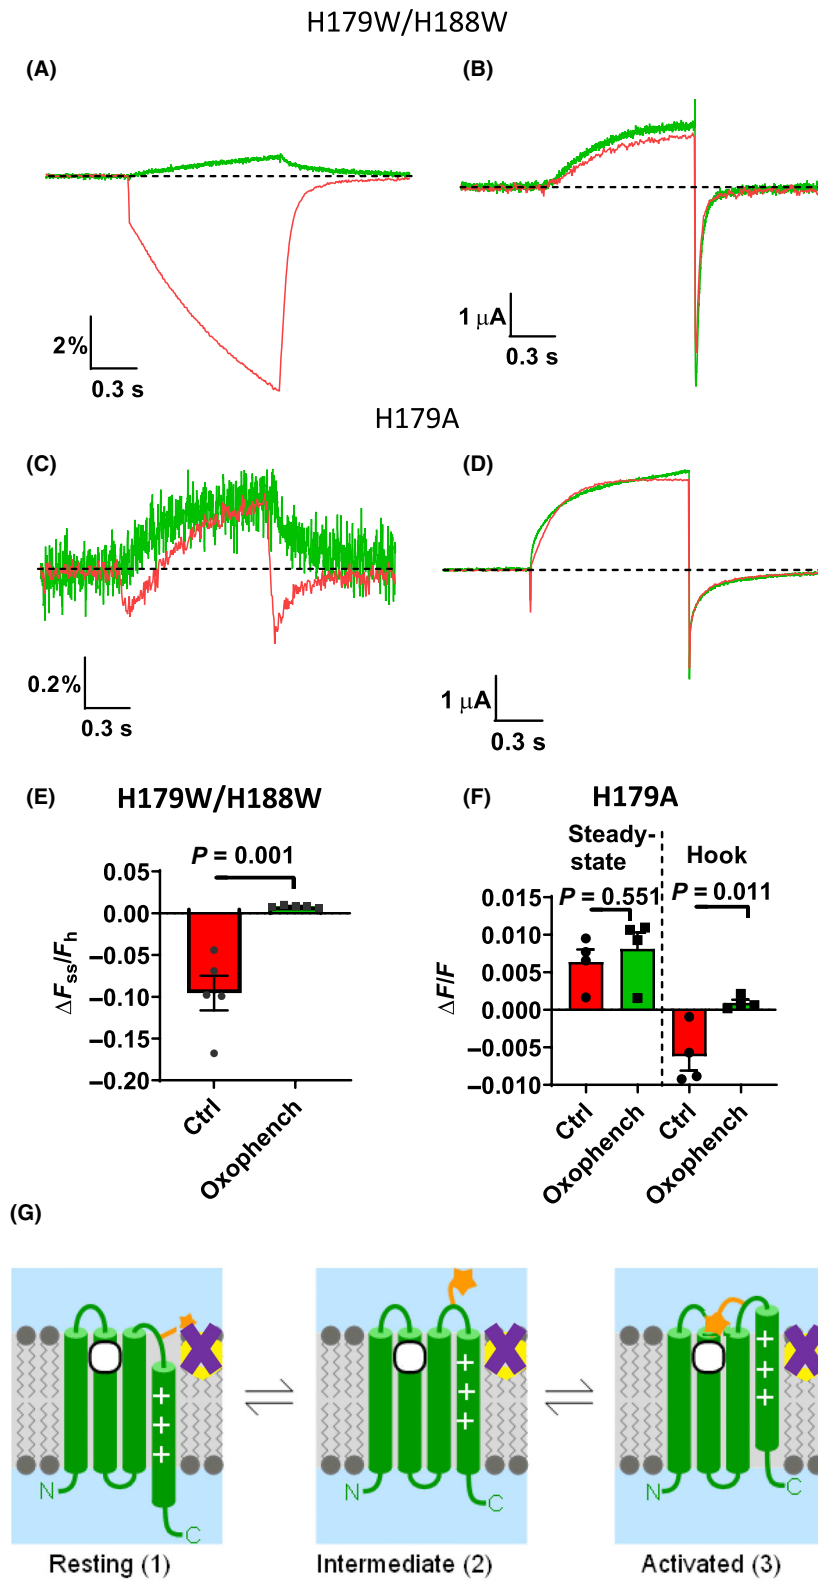 H179W/H188W
(A)
(B)
2%
0.3 s
1 μA
0.3 s
H179A
(C)
(D)
0.2%
0.3 s
1 μA
0.3 s
(E)
H179W/H188W
P = 0.001
0.05
0.00
−0.05
−0.10
−0.15
−0.20
ΔFss/Fh
Ctrl
Oxophench
(F)
H179A
Steady-
state
Hook
P = 0.551
P = 0.011
0.015
0.010
0.005
0.000
−0.005
−0.010
ΔF/F
Ctrl
Oxophench
Ctrl
Oxophench
(G)
+
+
+
N
C
Resting (1)
+
+
+
N
C
Intermediate (2)
+
+
+
N
C
Activated (3)